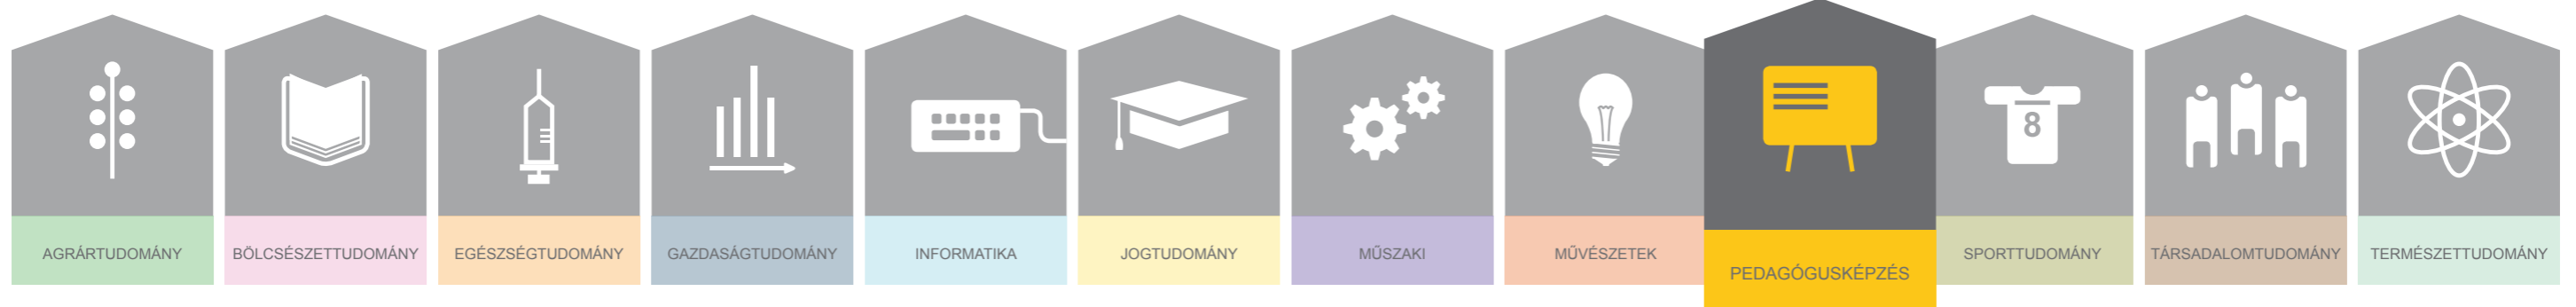 8
AGRÁRTUDOMÁNY
BÖLCSÉSZETTUDOMÁNY
EGÉSZSÉGTUDOMÁNY
GAZDASÁGTUDOMÁNY
INFORMATIKA
JOGTUDOMÁNY
MŰSZAKI
MŰVÉSZETEK
PEDAGÓGUSKÉPZÉS
SPORTTUDOMÁNY
TÁRSADALOMTUDOMÁNY
TERMÉSZETTUDOMÁNY